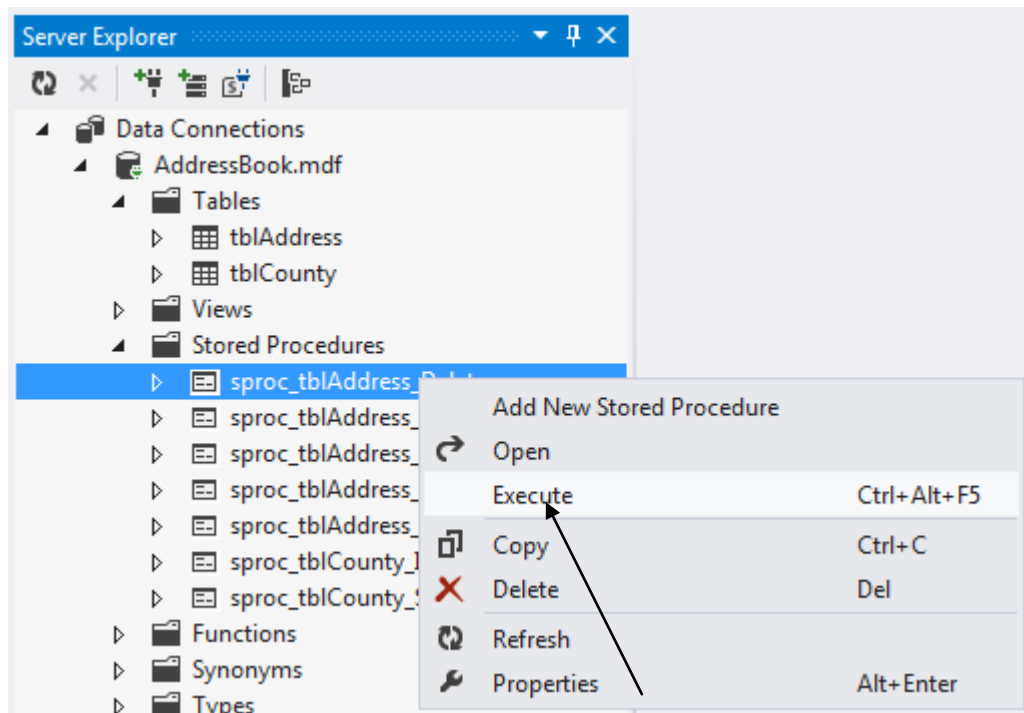 Server Explorer
Data Connections
AddressBook.mdf
Tables
tblAddress
tblCounty
Views
Stored Procedures
sproc_tblAddress_
Add New Stored Procedure
sproc_tblAddress_
Open
sproc_tblAddress_
Execute Ctrl+Alt+F5
sproc_tblAddress_
sproc_tblAddress_
Copy Ctrl+C
sproc_tblCounty_
Delete Del
sproc_tblCounty_
Functions
Refresh
Synonyms
Properties Alt+Enter
Types